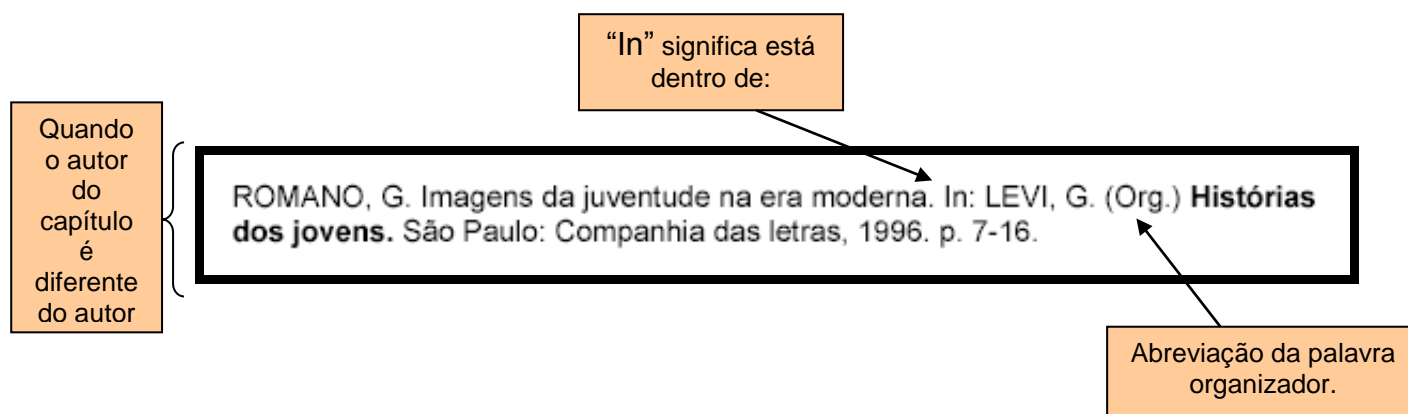 “In” significa está
dentro de:
Quando
o autor
do
capítulo
é
diferente
do autor
ROMANO, G. Imagens da juventude na era moderna. In: LEVI, G. (Org.) Histórias
dos jovens. São Paulo: Companhia das letras, 1996. p. 7-16.
Abreviação da palavra
organizador.